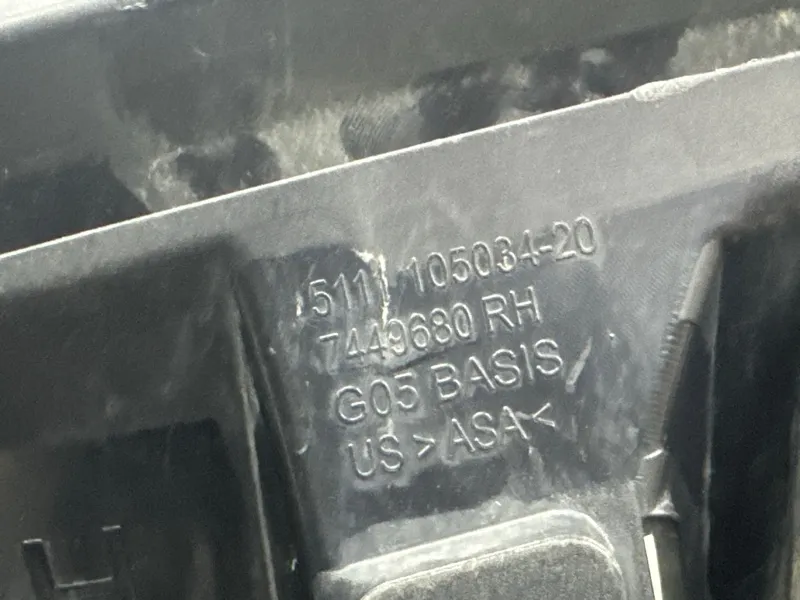 5111 105034-20
7449680 RH
G05 BASIS
US >ASA<
H